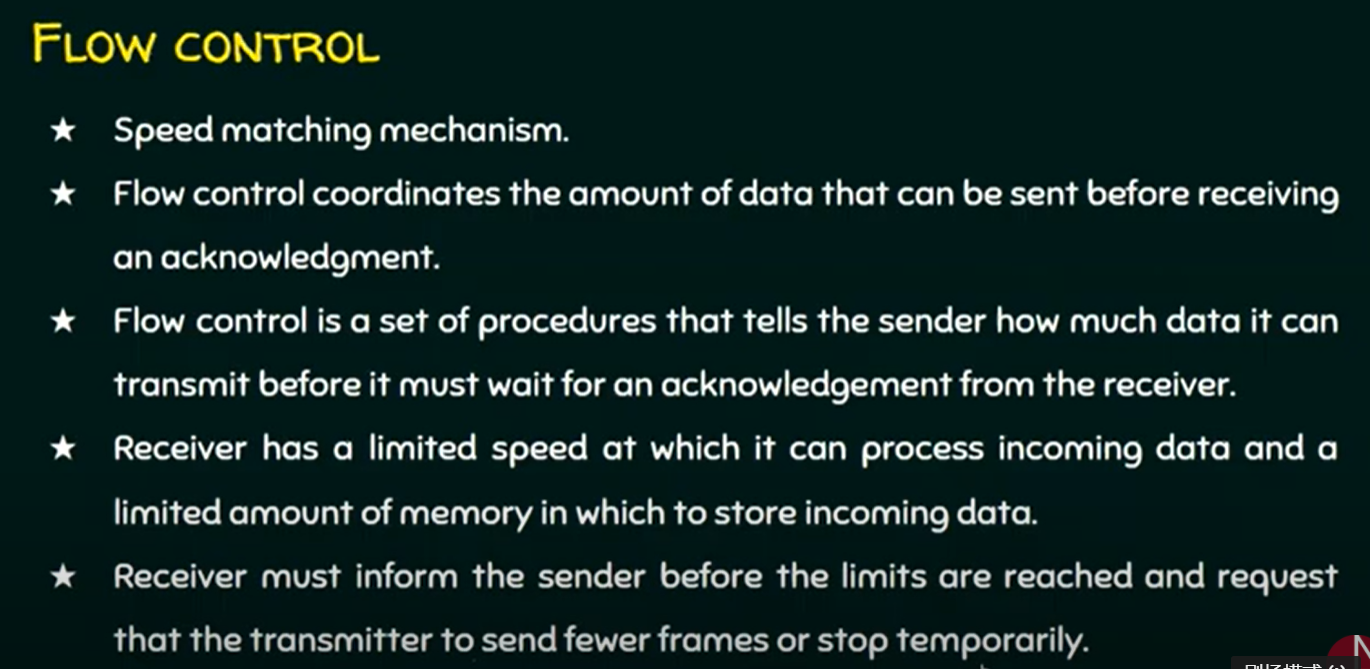 FLOW CONTROL
★ Speed matching mechanism.
★ Flow control coordinates the amount of data that can be sent before receiving
an acknowledgment.
★ Flow control is a set of procedures that tells the sender how much data it can
transmit before it must wait for an acknowledgement from the receiver.
★ Receiver has a limited speed at which it can process incoming data and a
limited amount of memory in which to store incoming data.
★ Receiver must inform the sender before the limits are reached and request
that the transmitter to send fewer frames or stop temporarily.
N